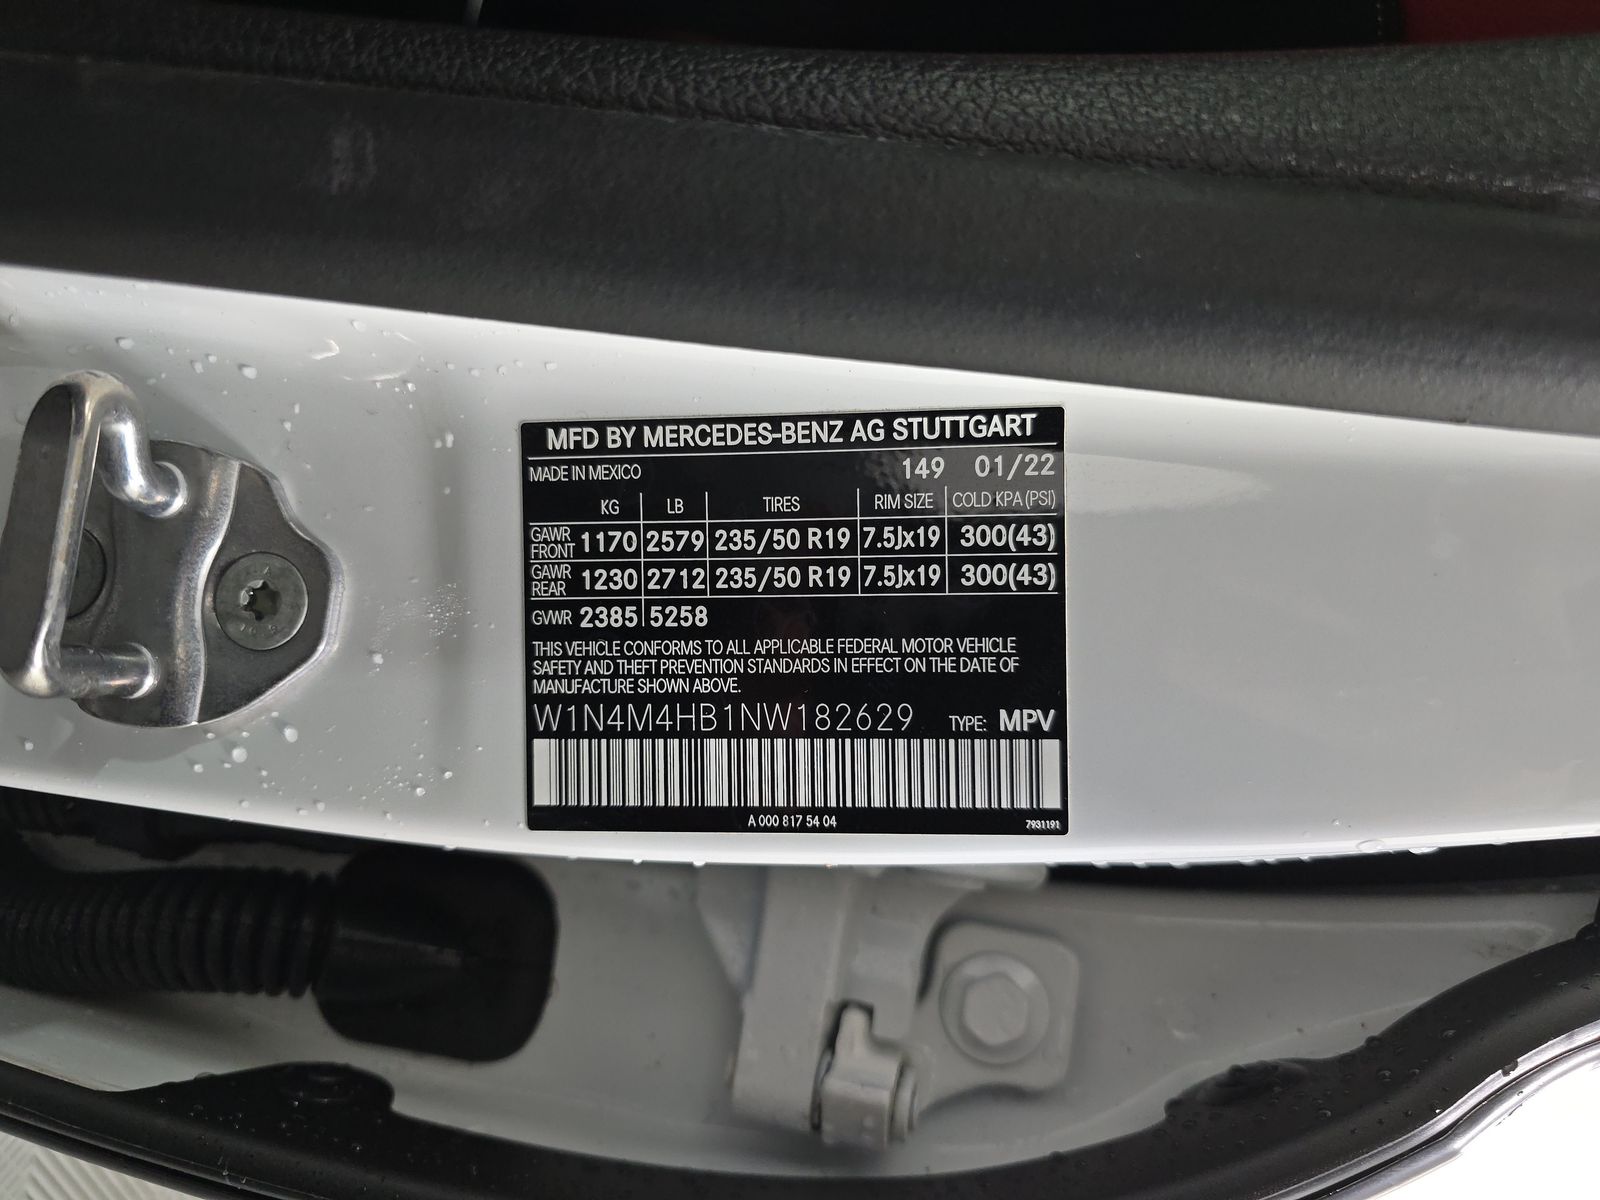 MFD BY MERCEDES-BENZ AG STUTTGART
MADE IN MEXICO 149 01/22
KG LB TIRES RIM SIZE COLD KPA (PSI)
GAWR FRONT 1170 2579 235/50 R19 7.5Jx19 300(43)
GAWR REAR 1230 2712 235/50 R19 7.5Jx19 300(43)
GVWR 2385 5258
THIS VEHICLE CONFORMS TO ALL APPLICABLE FEDERAL MOTOR VEHICLE
SAFETY AND THEFT PREVENTION STANDARDS IN EFFECT ON THE DATE OF
MANUFACTURE SHOWN ABOVE.
W1N4M4HB1NW182629 TYPE: MPV
A 000 817 54 04 7931191